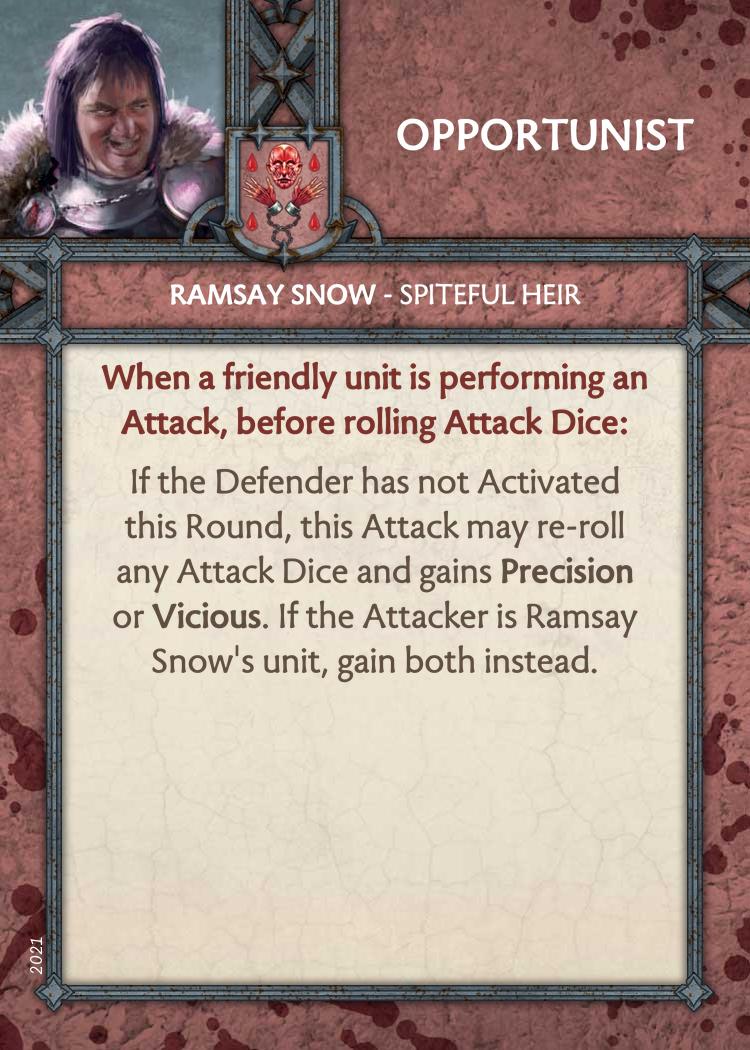 OPPORTUNIST
RAMSAY SNOW - SPITEFUL HEIR
When a friendly unit is performing an
Attack, before rolling Attack Dice:
If the Defender has not Activated
this Round, this Attack may re-roll
any Attack Dice and gains Precision
or Vicious. If the Attacker is Ramsay
Snow's unit, gain both instead.
2021